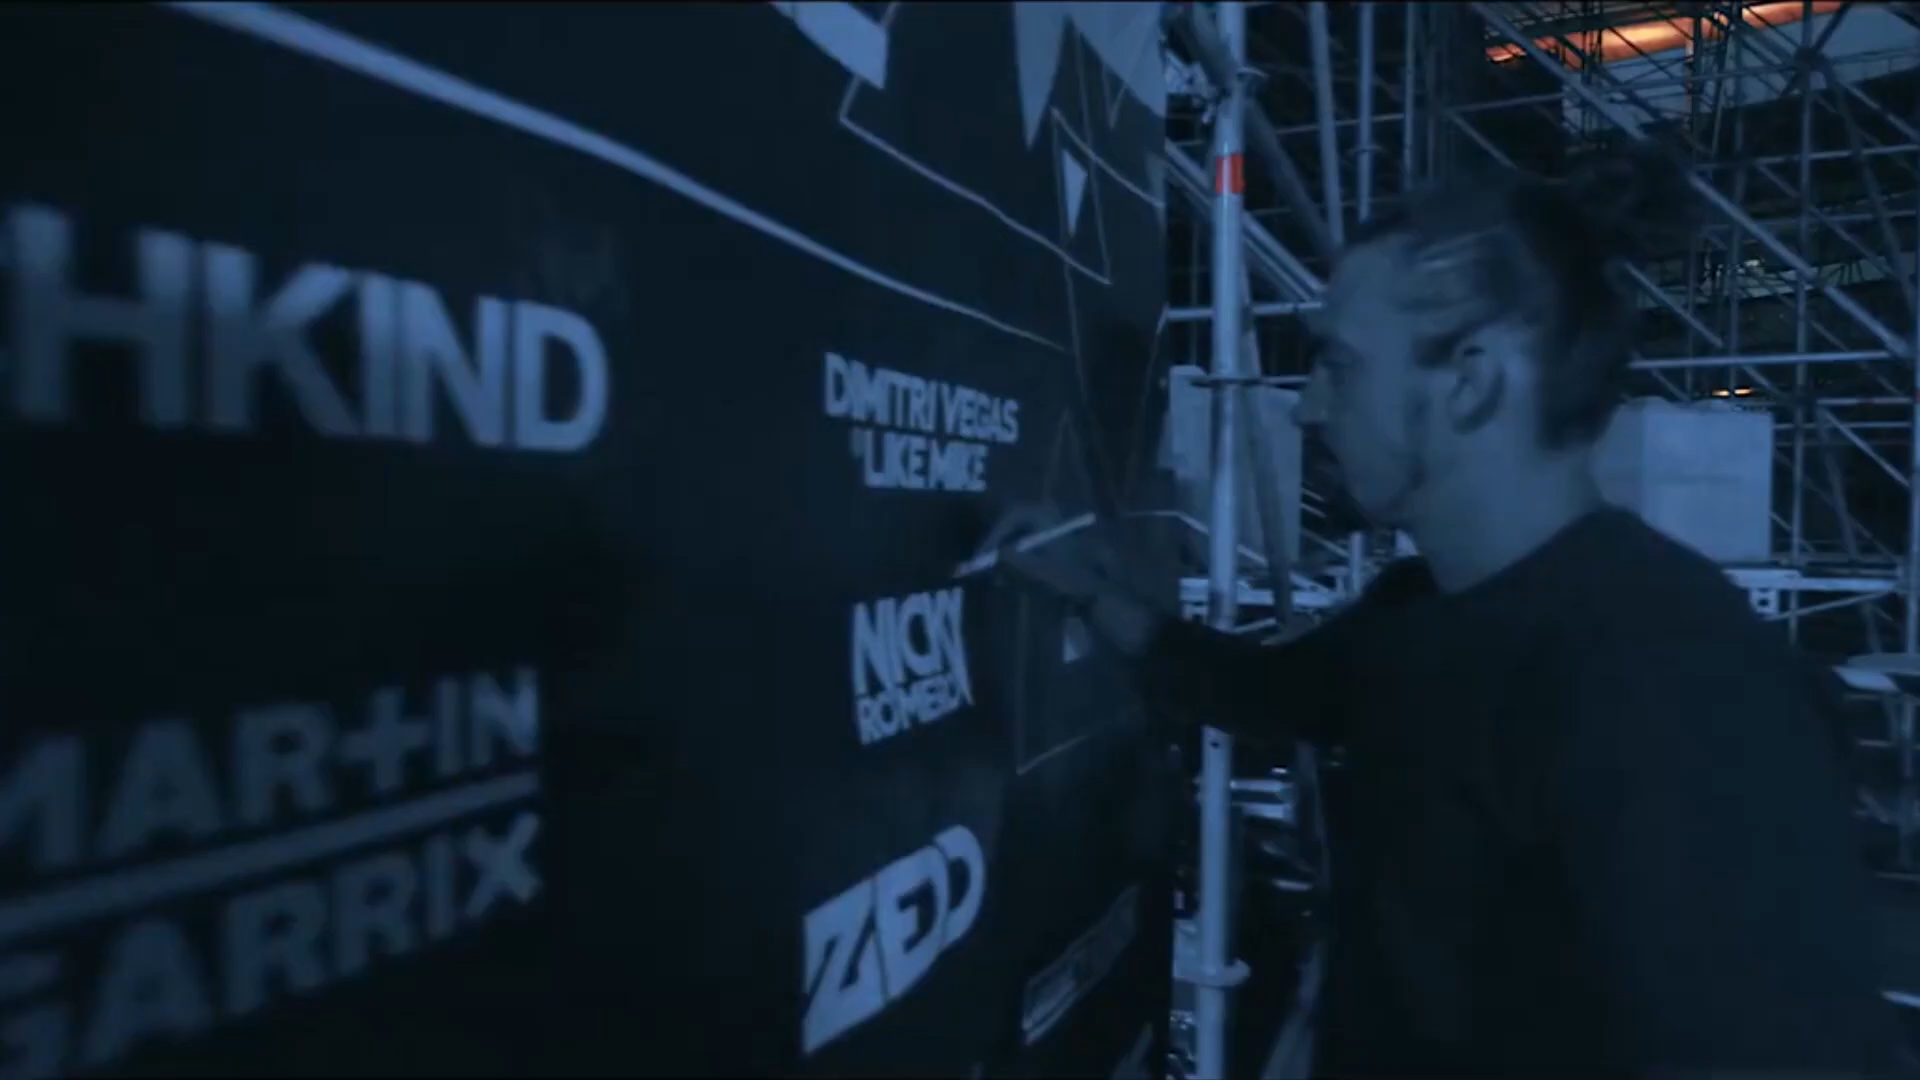 HKIND
DIMITRI VEGAS
LIKE MIKE
NICKY
ROMERO
MAR+IN
GARRIX
ZEDD